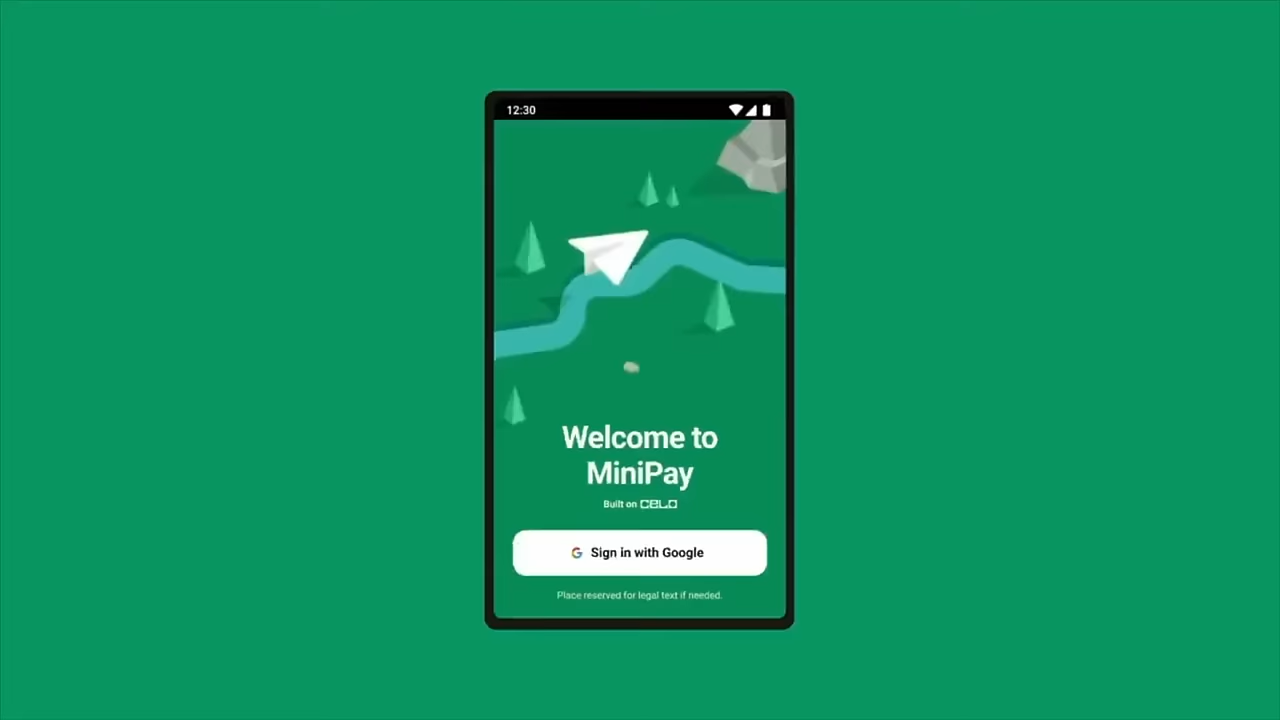 12:30
Welcome to
MiniPay
Built on CELO
Sign in with Google
Place reserved for legal text if needed.